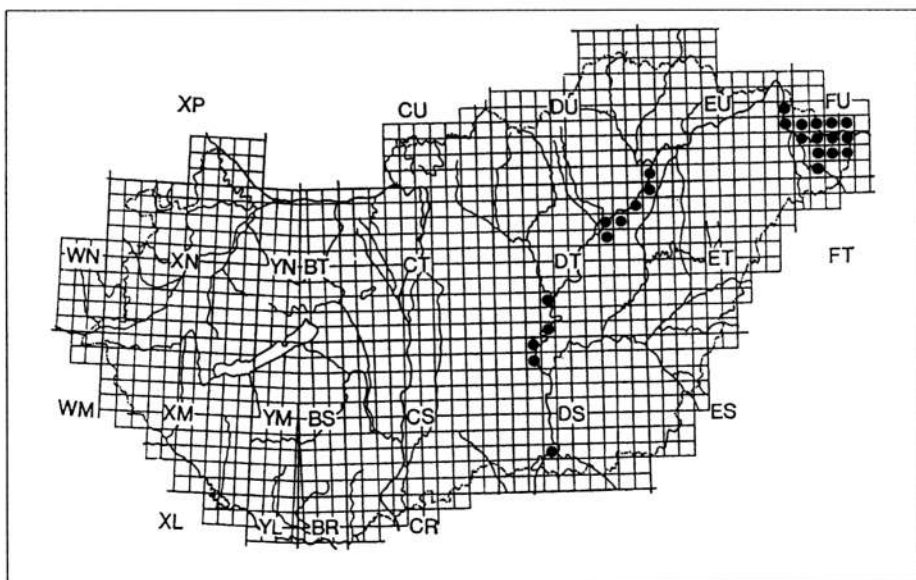 XP CU DU EU FU
WN XN YN BT CT DT ET FT
WM XM YM BS CS DS ES
XL YL BR CR